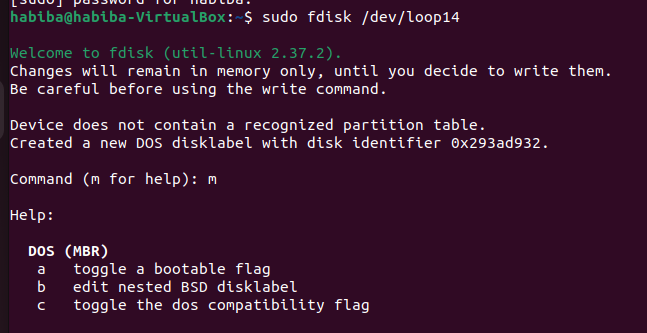 [sudo] password for habiba:
habiba@habiba-VirtualBox:~$ sudo fdisk /dev/loop14
Welcome to fdisk (util-linux 2.37.2).
Changes will remain in memory only, until you decide to write them.
Be careful before using the write command.
Device does not contain a recognized partition table.
Created a new DOS disklabel with disk identifier 0x293ad932.
Command (m for help): m
Help:
DOS (MBR)
a toggle a bootable flag
b edit nested BSD disklabel
c toggle the dos compatibility flag